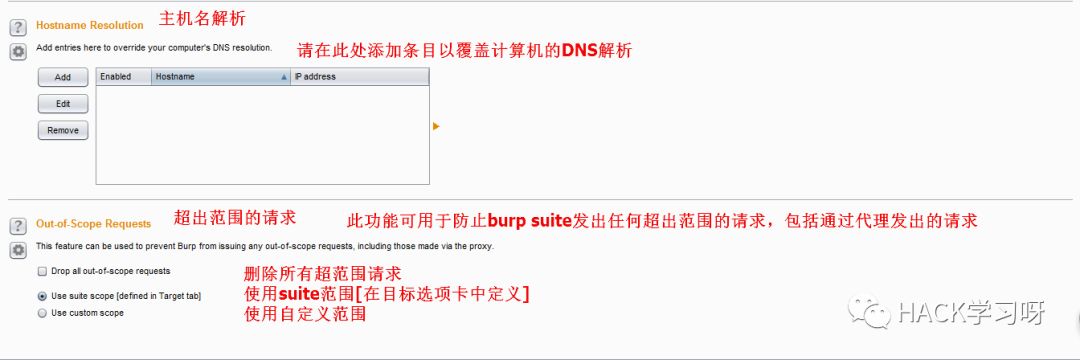 ? Hostname Resolution 主机名解析
Add entries here to override your computer's DNS resolution. 请在此处添加条目以覆盖计算机的DNS解析
Add Enabled Hostname IP address
Edit
Remove
? Out-of-Scope Requests 超出范围的请求 此功能可用于防止burp suite发出任何超出范围的请求，包括通过代理发出的请求
This feature can be used to prevent Burp from issuing any out-of-scope requests, including those made via the proxy.
Drop all out-of-scope requests 删除所有超范围请求
Use suite scope [defined in Target tab] 使用suite范围[在目标选项卡中定义]
Use custom scope 使用自定义范围
HACK学习呀